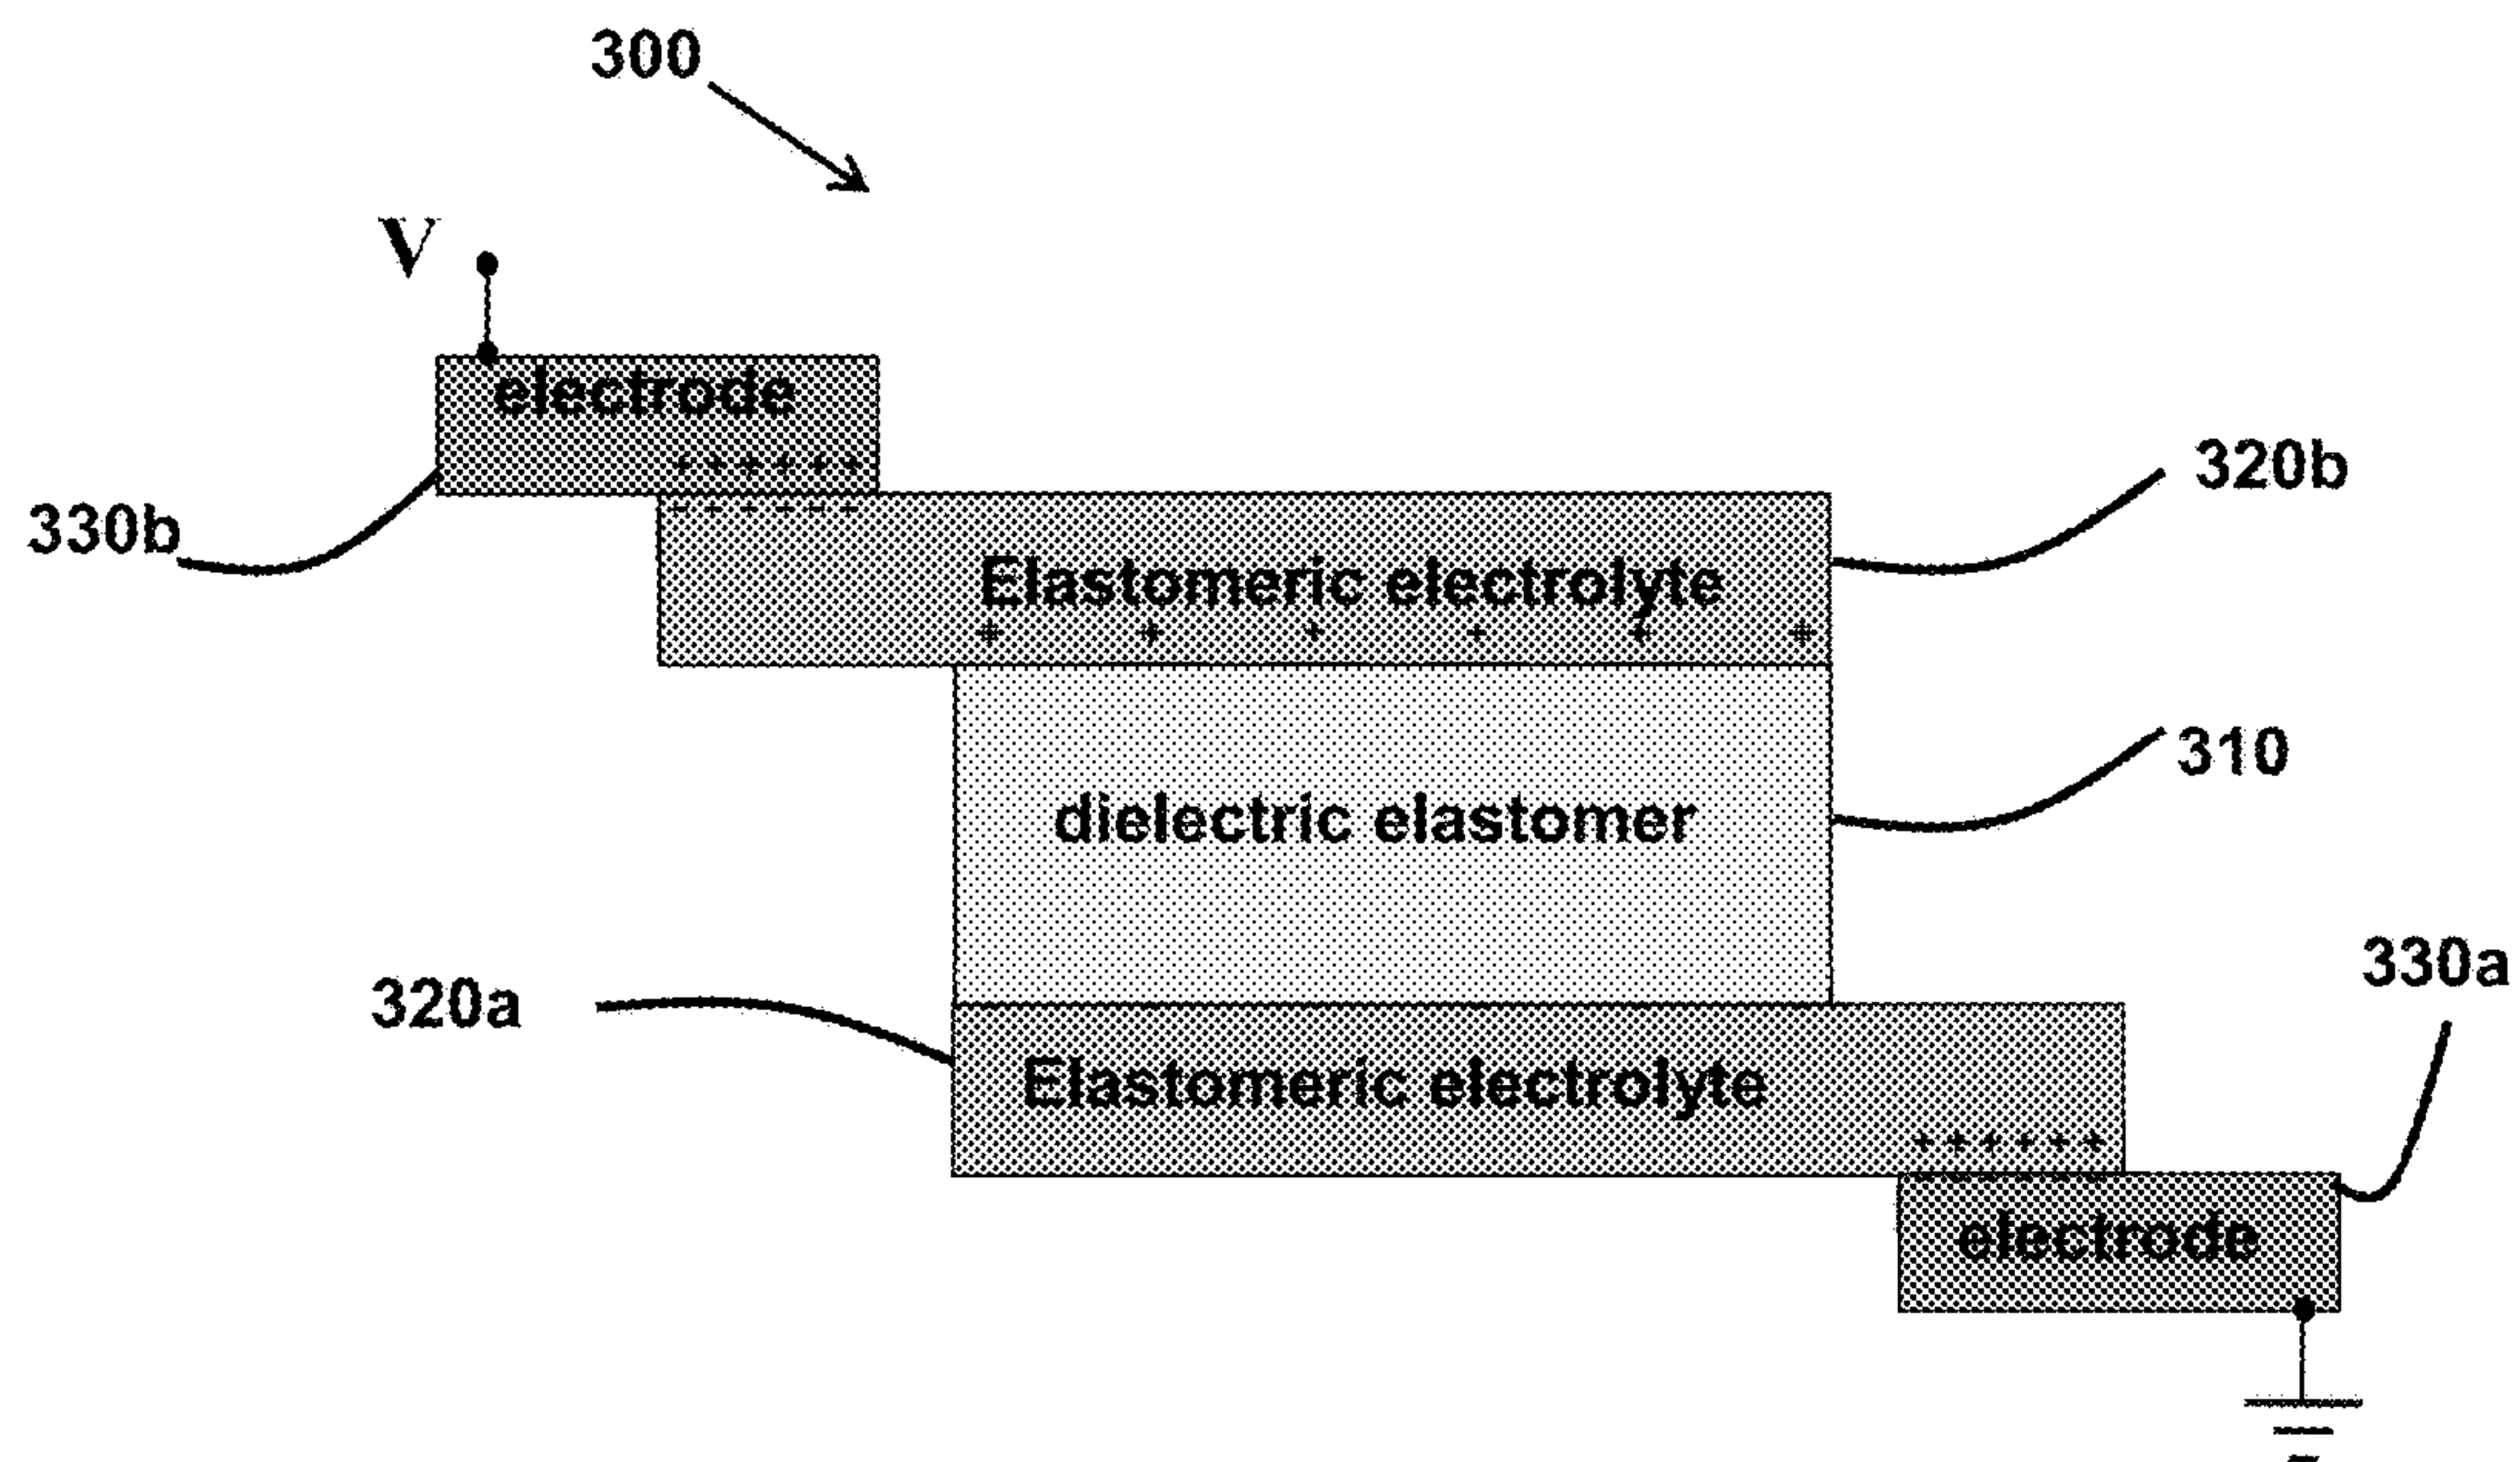 300
V
electrode
+ + + + + +
- - - - - -
330b
320b
Elastomeric electrolyte
+ + + + + +
310
dielectric elastomer
320a
330a
Elastomeric electrolyte
+ + + + + +
- - - - - -
electrode